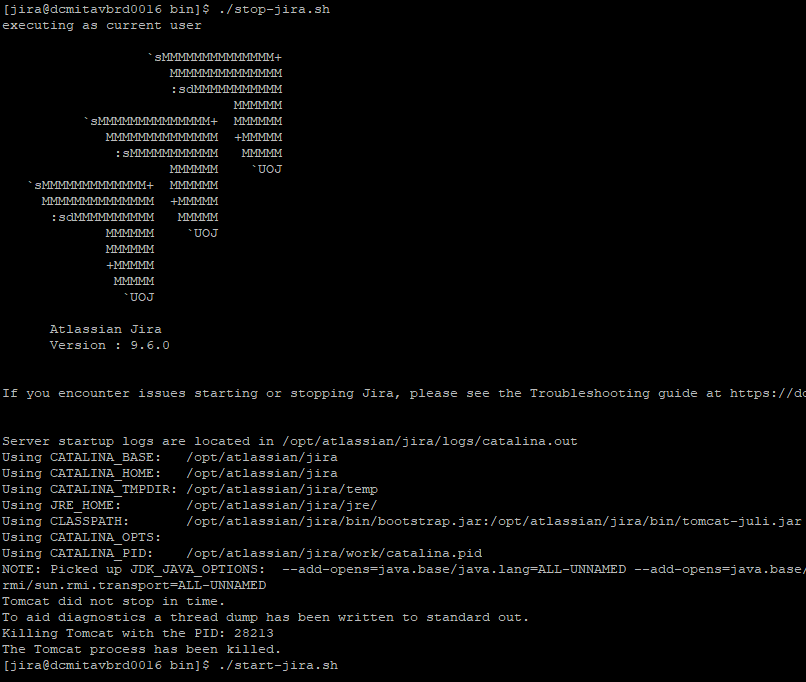 [jira@dcmitavbrd0016 bin]$ ./stop-jira.sh
executing as current user
`sMMMMMMMMMMMMMM+
MMMMMMMMMMMMMM
:sdMMMMMMMMMMM
MMMMMM
`sMMMMMMMMMMMMMM+  MMMMMM
MMMMMMMMMMMMMM  +MMMMM
:sMMMMMMMMMMM   MMMMM
MMMMMM    `UOJ
`sMMMMMMMMMMMMM+  MMMMMM
MMMMMMMMMMMMMM  +MMMMM
:sdMMMMMMMMMM   MMMMM
MMMMMM    `UOJ
MMMMMM
+MMMMM
MMMMM
`UOJ
Atlassian Jira
Version : 9.6.0
If you encounter issues starting or stopping Jira, please see the Troubleshooting guide at https://do
Server startup logs are located in /opt/atlassian/jira/logs/catalina.out
Using CATALINA_BASE:   /opt/atlassian/jira
Using CATALINA_HOME:   /opt/atlassian/jira
Using CATALINA_TMPDIR: /opt/atlassian/jira/temp
Using JRE_HOME:        /opt/atlassian/jira/jre/
Using CLASSPATH:       /opt/atlassian/jira/bin/bootstrap.jar:/opt/atlassian/jira/bin/tomcat-juli.jar
Using CATALINA_OPTS:
Using CATALINA_PID:    /opt/atlassian/jira/work/catalina.pid
NOTE: Picked up JDK_JAVA_OPTIONS:  --add-opens=java.base/java.lang=ALL-UNNAMED --add-opens=java.base/
rmi/sun.rmi.transport=ALL-UNNAMED
Tomcat did not stop in time.
To aid diagnostics a thread dump has been written to standard out.
Killing Tomcat with the PID: 28213
The Tomcat process has been killed.
[jira@dcmitavbrd0016 bin]$ ./start-jira.sh